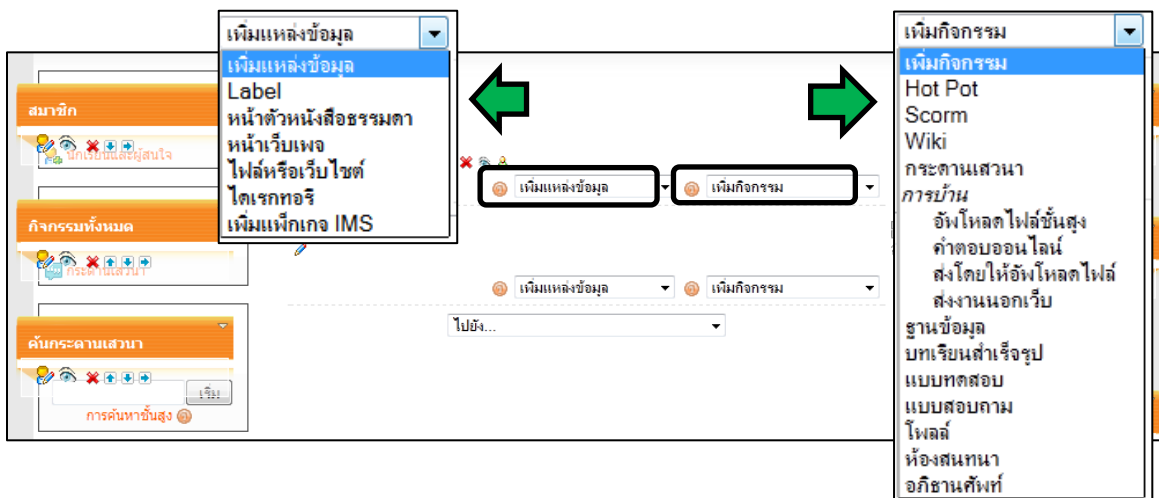 เพิ่มแหล่งข้อมูล
เพิ่มแหล่งข้อมูล
Label
หน้าตัวหนังสือธรรมดา
หน้าเว็บเพจ
ไฟล์หรือเว็บไซต์
ไดเรกทอรี
เพิ่มแพ็กเกจ IMS
เพิ่มกิจกรรม
เพิ่มกิจกรรม
Hot Pot
Scorm
Wiki
กระดานเสวนา
การบ้าน
อัพโหลดไฟล์ชั้นสูง
คำตอบออนไลน์
ส่งโดยให้อัพโหลดไฟล์
ส่งงานนอกเว็บ
ฐานข้อมูล
บทเรียนสำเร็จรูป
แบบทดสอบ
แบบสอบถาม
โพลล์
ห้องสนทนา
อภิธานศัพท์
สมาชิก
นักเรียนและผู้สนใจ
กิจกรรมทั้งหมด
กระดานเสวนา
ค้นกระดานเสวนา
เริ่ม
การค้นหาชั้นสูง
เพิ่มแหล่งข้อมูล เพิ่มกิจกรรม
เพิ่มแหล่งข้อมูล เพิ่มกิจกรรม
ไปยัง...